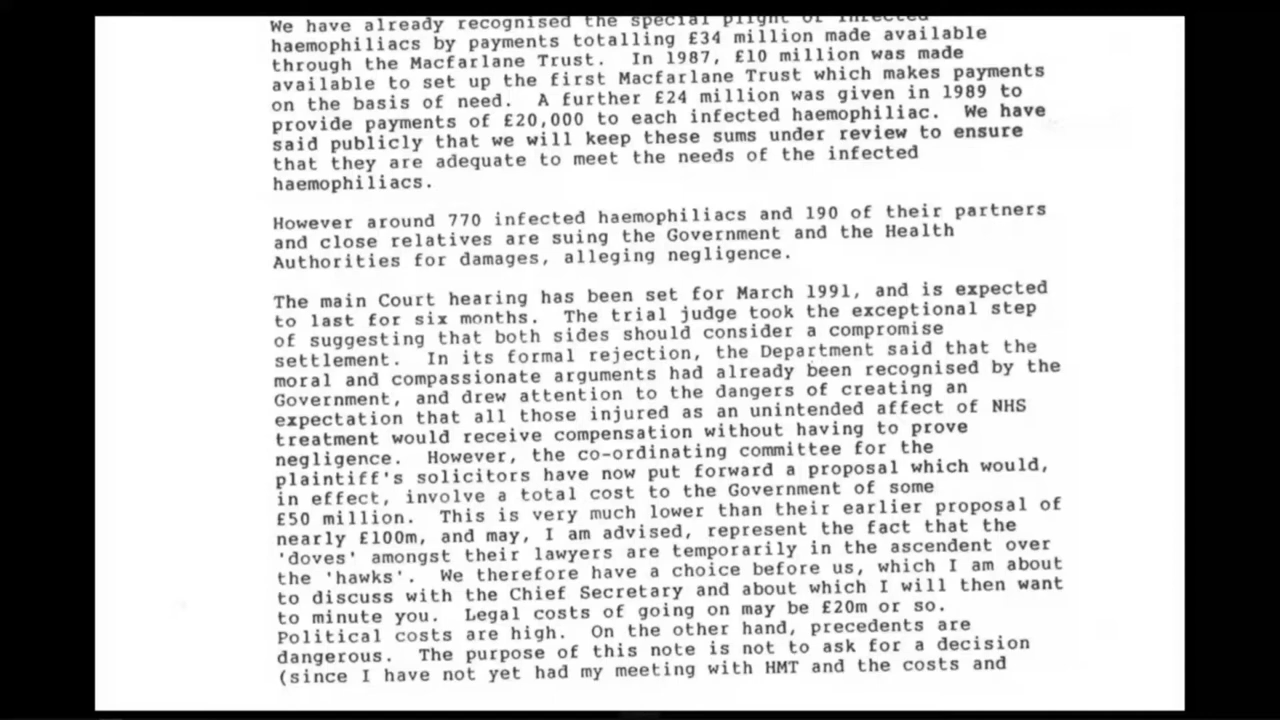 We have already recognised the special plight of infected
haemophiliacs by payments totalling £34 million made available
through the Macfarlane Trust.  In 1987, £10 million was made
available to set up the first Macfarlane Trust which makes payments
on the basis of need.  A further £24 million was given in 1989 to
provide payments of £20,000 to each infected haemophiliac.  We have
said publicly that we will keep these sums under review to ensure
that they are adequate to meet the needs of the infected
haemophiliacs.

However around 770 infected haemophiliacs and 190 of their partners
and close relatives are suing the Government and the Health
Authorities for damages, alleging negligence.

The main Court hearing has been set for March 1991, and is expected
to last for six months.  The trial judge took the exceptional step
of suggesting that both sides should consider a compromise
settlement.  In its formal rejection, the Department said that the
moral and compassionate arguments had already been recognised by the
Government, and drew attention to the dangers of creating an
expectation that all those injured as an unintended affect of NHS
treatment would receive compensation without having to prove
negligence.  However, the co-ordinating committee for the
plaintiff's solicitors have now put forward a proposal which would,
in effect, involve a total cost to the Government of some
£50 million.  This is very much lower than their earlier proposal of
nearly £100m, and may, I am advised, represent the fact that the
'doves' amongst their lawyers are temporarily in the ascendent over
the 'hawks'.  We therefore have a choice before us, which I am about
to discuss with the Chief Secretary and about which I will then want
to minute you.  Legal costs of going on may be £20m or so.
Political costs are high.  On the other hand, precedents are
dangerous.  The purpose of this note is not to ask for a decision
(since I have not yet had my meeting with HMT and the costs and